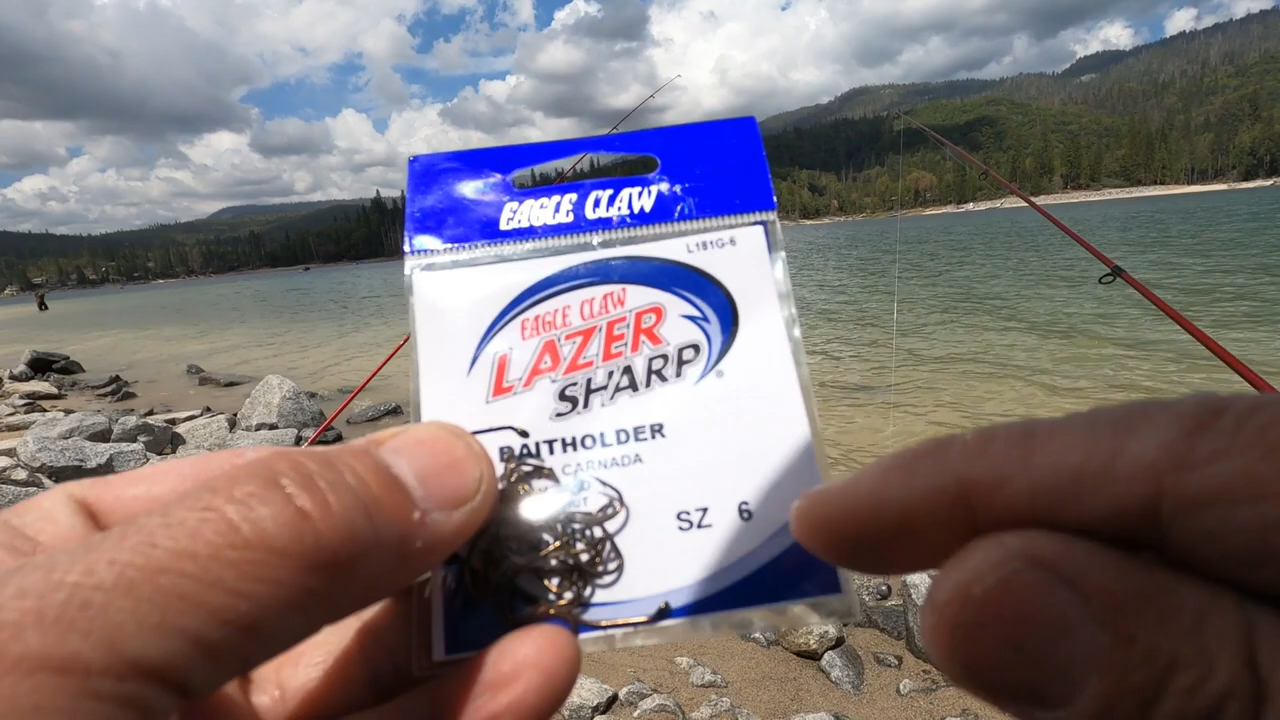 EAGLE CLAW
L181G-6
EAGLE CLAW
LAZER
SHARP
BAITHOLDER
CARNADA
SZ 6